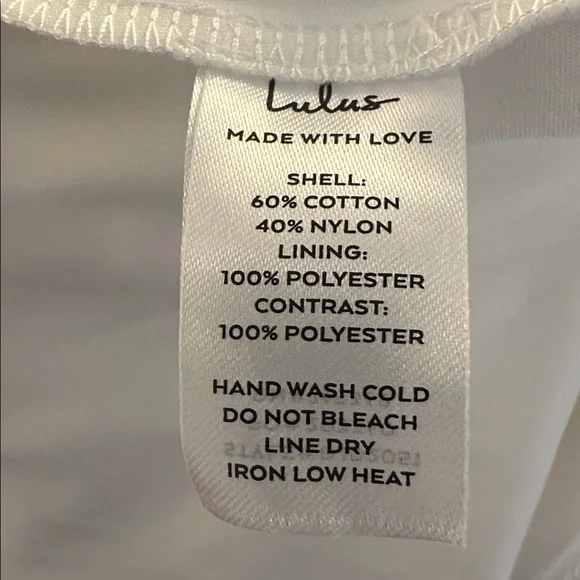 Lulus
MADE WITH LOVE
SHELL:
60% COTTON
40% NYLON
LINING:
100% POLYESTER
CONTRAST:
100% POLYESTER
HAND WASH COLD
DO NOT BLEACH
LINE DRY
IRON LOW HEAT